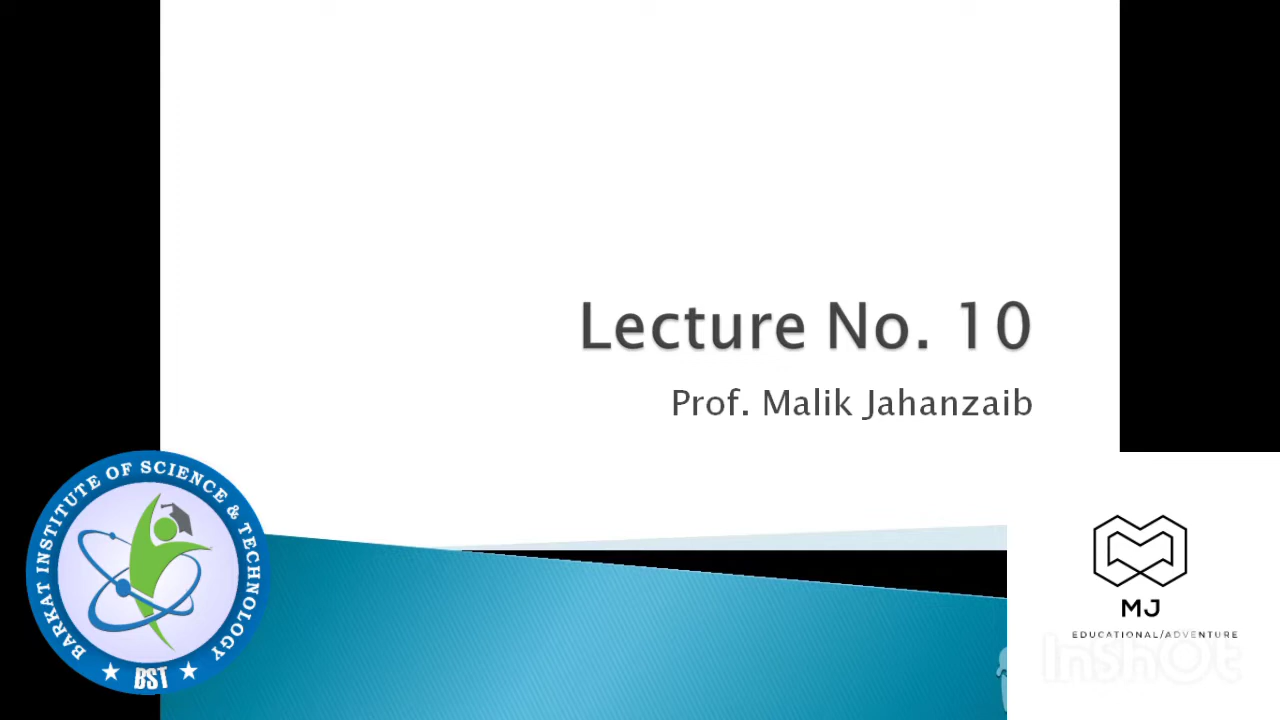 Lecture No. 10
Prof. Malik Jahanzaib
BARKAT INSTITUTE OF SCIENCE & TECHNOLOGY
BST
MJ
EDUCATIONAL/ADVENTURE
InshOt